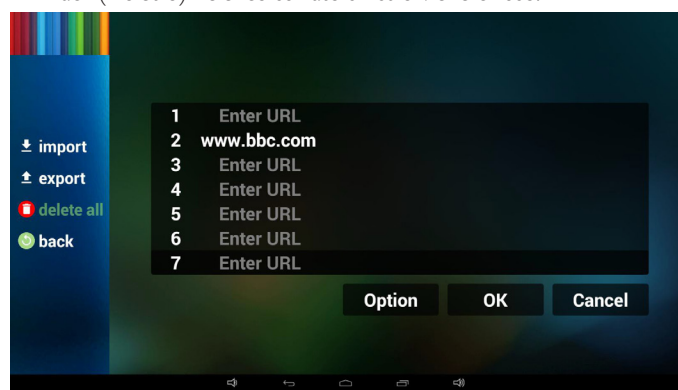 import
export
delete all
back
1 Enter URL
2 www.bbc.com
3 Enter URL
4 Enter URL
5 Enter URL
6 Enter URL
7 Enter URL
Option OK Cancel